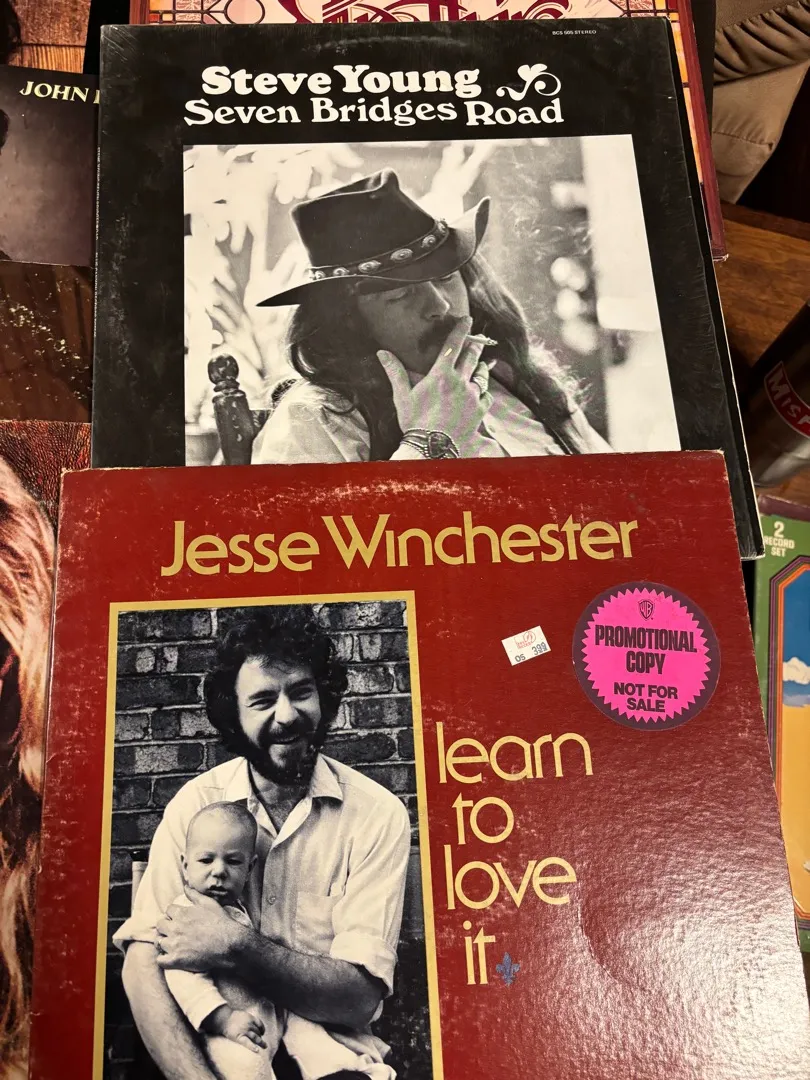 BCS 505 STEREO
JOHN
Steve Young
Seven Bridges Road
2
RECORD
SET
Jesse Winchester
WB
PROMOTIONAL
COPY
NOT FOR
SALE
05 399
learn
to
love
it